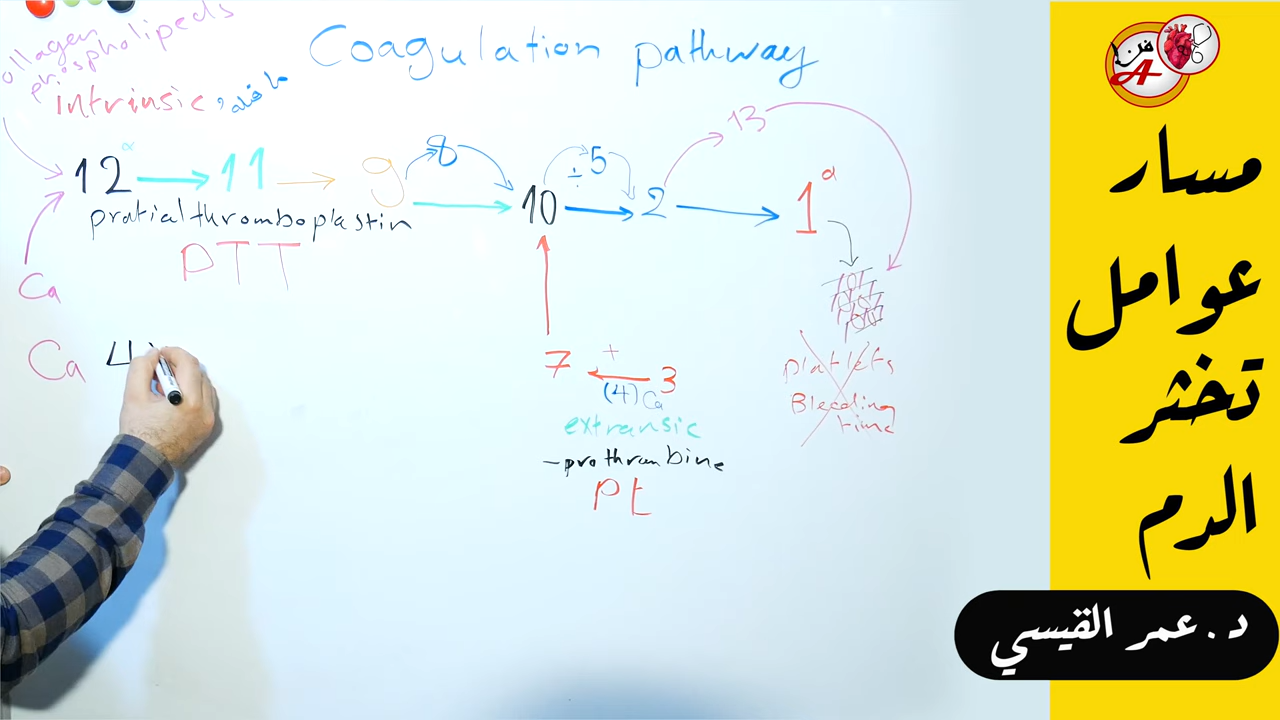 Coagulation pathway
ollagen
phospholipeds
intrinsic
12 α 11 9 8 10 ÷ 5 2 13 1 a
pratial thromboplastin
PTT
Ca
Ca 4
7 + 3
(4) Ca
extransic
- prothrombine
Pt
platlets
Bleeding
time
فزا
A
مسار
عوامل
تخثر
الدم
د. عمر القيسي